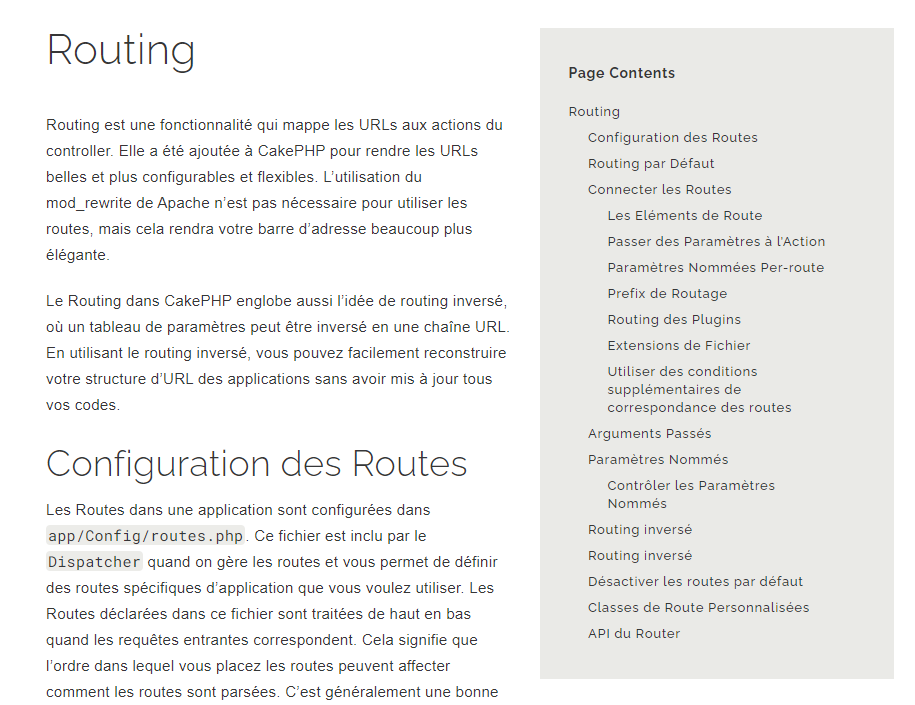 Routing
Routing est une fonctionnalité qui mappe les URLs aux actions du
controller. Elle a été ajoutée à CakePHP pour rendre les URLs
belles et plus configurables et flexibles. L’utilisation du
mod_rewrite de Apache n’est pas nécessaire pour utiliser les
routes, mais cela rendra votre barre d’adresse beaucoup plus
élégante.
Le Routing dans CakePHP englobe aussi l’idée de routing inversé,
où un tableau de paramètres peut être inversé en une chaîne URL.
En utilisant le routing inversé, vous pouvez facilement reconstruire
votre structure d’URL des applications sans avoir mis à jour tous
vos codes.
Configuration des Routes
Les Routes dans une application sont configurées dans
app/Config/routes.php. Ce fichier est inclu par le
Dispatcher quand on gère les routes et vous permet de définir
des routes spécifiques d’application que vous voulez utiliser. Les
Routes déclarées dans ce fichier sont traitées de haut en bas
quand les requêtes entrantes correspondent. Cela signifie que
l’ordre dans lequel vous placez les routes peuvent affecter
comment les routes sont parsées. C’est généralement une bonne
Page Contents
Routing
Configuration des Routes
Routing par Défaut
Connecter les Routes
Les Eléments de Route
Passer des Paramètres à l’Action
Paramètres Nommées Per-route
Prefix de Routage
Routing des Plugins
Extensions de Fichier
Utiliser des conditions
supplémentaires de
correspondance des routes
Arguments Passés
Paramètres Nommés
Contrôler les Paramètres
Nommés
Routing inversé
Routing inversé
Désactiver les routes par défaut
Classes de Route Personnalisées
API du Router